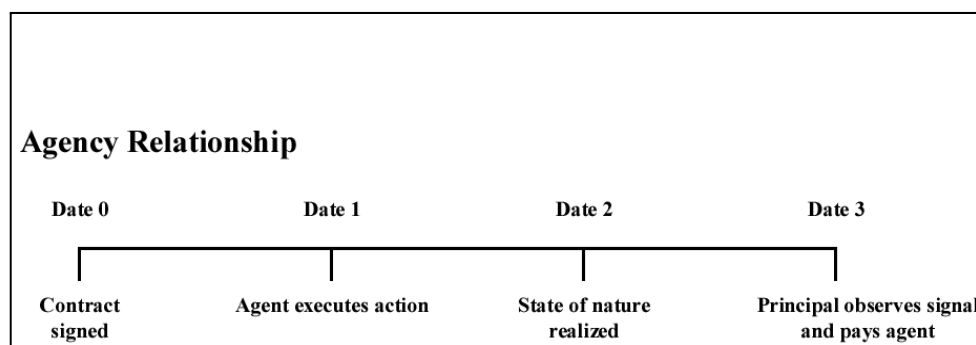 Agency Relationship
Date 0 Date 1 Date 2 Date 3
Contract signed
Agent executes action
State of nature realized
Principal observes signal and pays agent